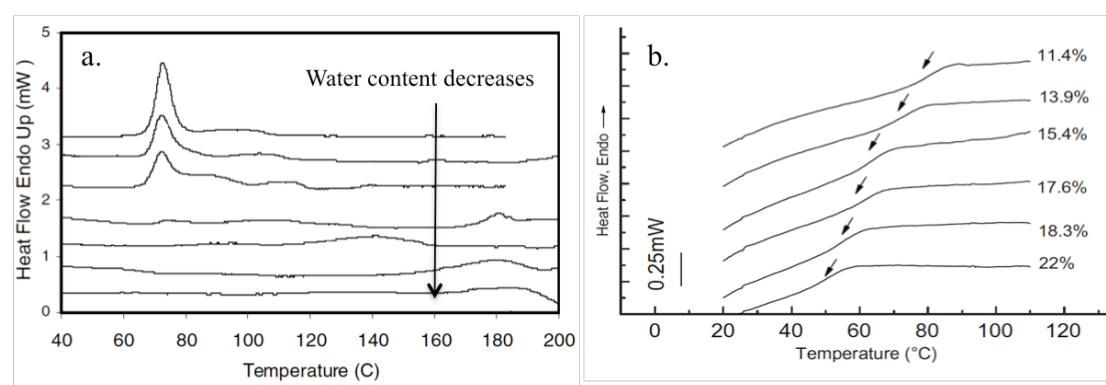 a.
Water content decreases
Heat Flow Endo Up (mW)
5
4
3
2
1
0
40 60 80 100 120 140 160 180 200
Temperature (C)
b.
Heat Flow, Endo →
0.25mW
11.4%
13.9%
15.4%
17.6%
18.3%
22%
0 20 40 60 80 100 120
Temperature (°C)